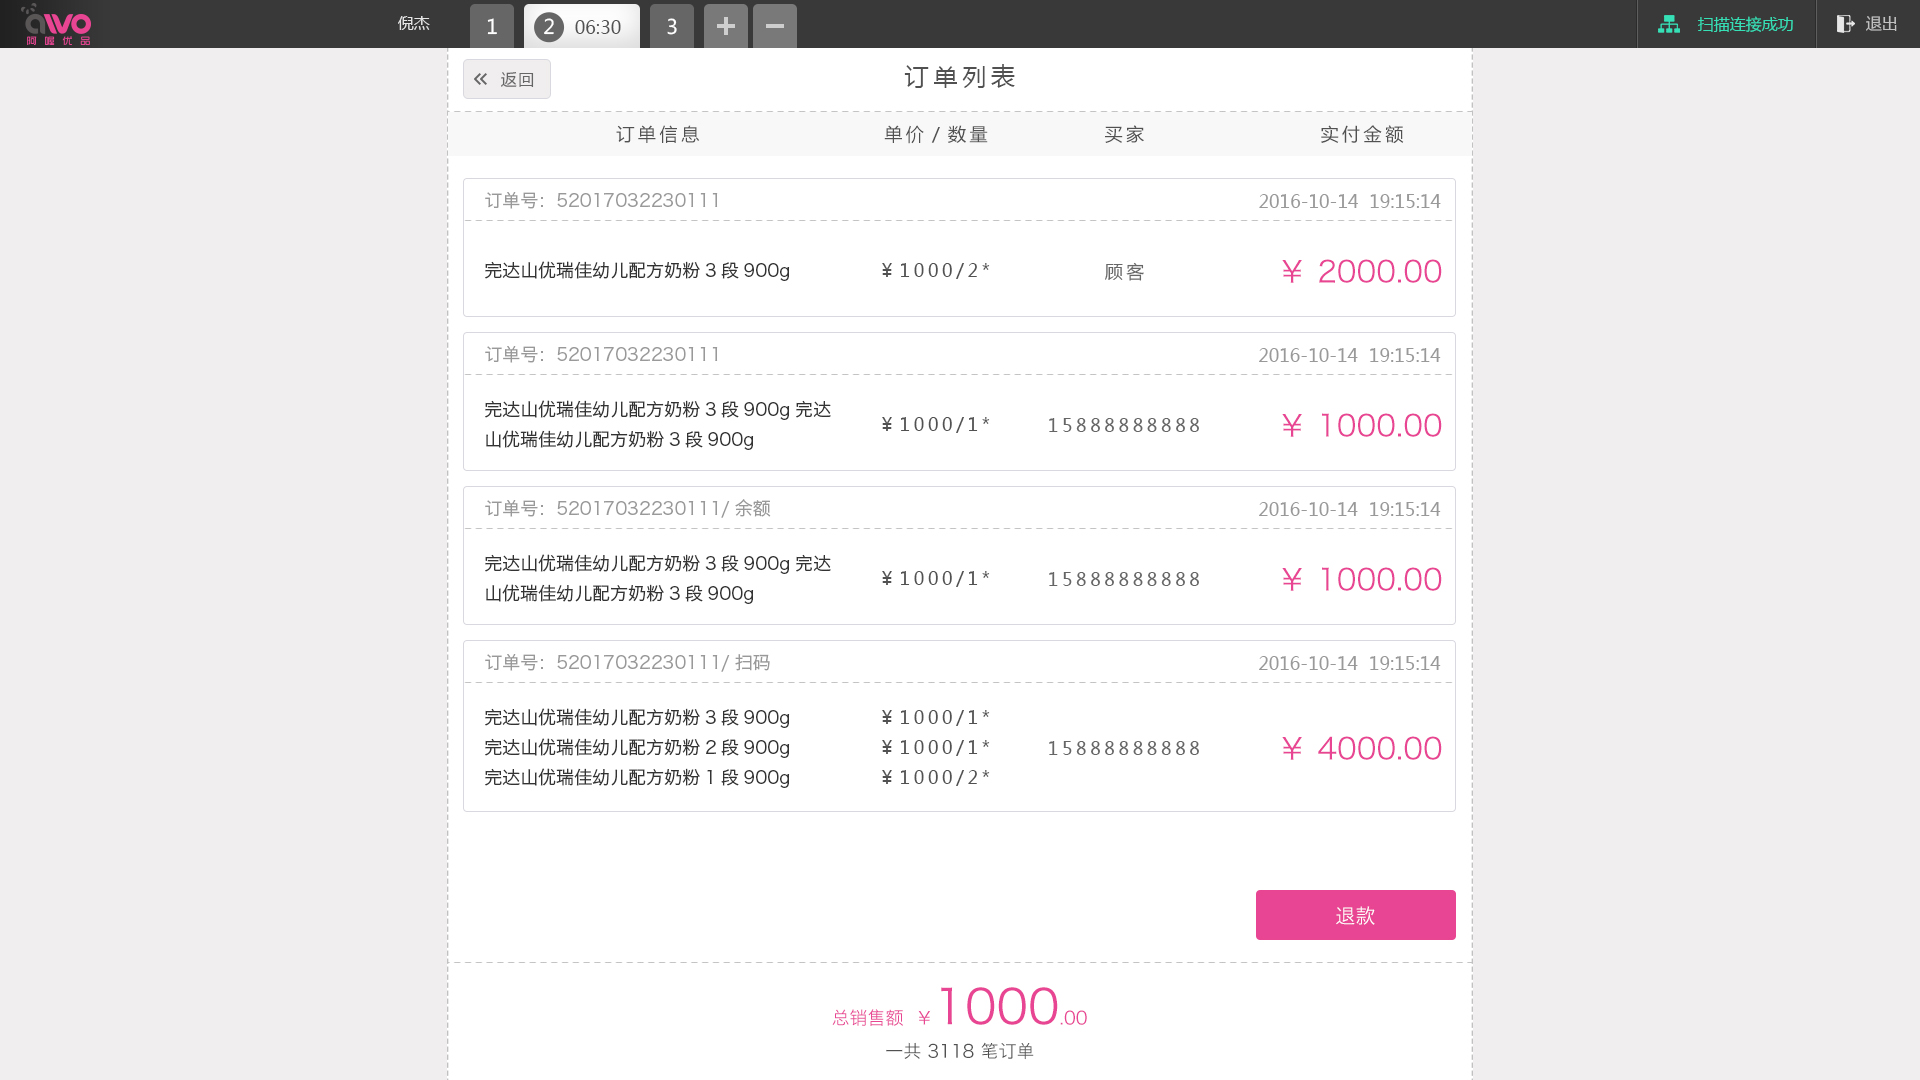 awo
阿喔优品
倪杰
1
2 06:30
3
扫描连接成功
退出
返回
订单列表
订单信息 单价 / 数量 买家 实付金额
订单号: 52017032230111 2016-10-14 19:15:14
完达山优瑞佳幼儿配方奶粉 3 段 900g ¥ 1000/2* 顾客 ¥ 2000.00
订单号: 52017032230111 2016-10-14 19:15:14
完达山优瑞佳幼儿配方奶粉 3 段 900g 完达
山优瑞佳幼儿配方奶粉 3 段 900g
¥ 1000/1* 15888888888 ¥ 1000.00
订单号: 52017032230111/ 余额 2016-10-14 19:15:14
完达山优瑞佳幼儿配方奶粉 3 段 900g 完达
山优瑞佳幼儿配方奶粉 3 段 900g
¥ 1000/1* 15888888888 ¥ 1000.00
订单号: 52017032230111/ 扫码 2016-10-14 19:15:14
完达山优瑞佳幼儿配方奶粉 3 段 900g ¥ 1000/1*
完达山优瑞佳幼儿配方奶粉 2 段 900g ¥ 1000/1* 15888888888 ¥ 4000.00
完达山优瑞佳幼儿配方奶粉 1 段 900g ¥ 1000/2*
退款
总销售额 ¥ 1000.00
一共 3118 笔订单